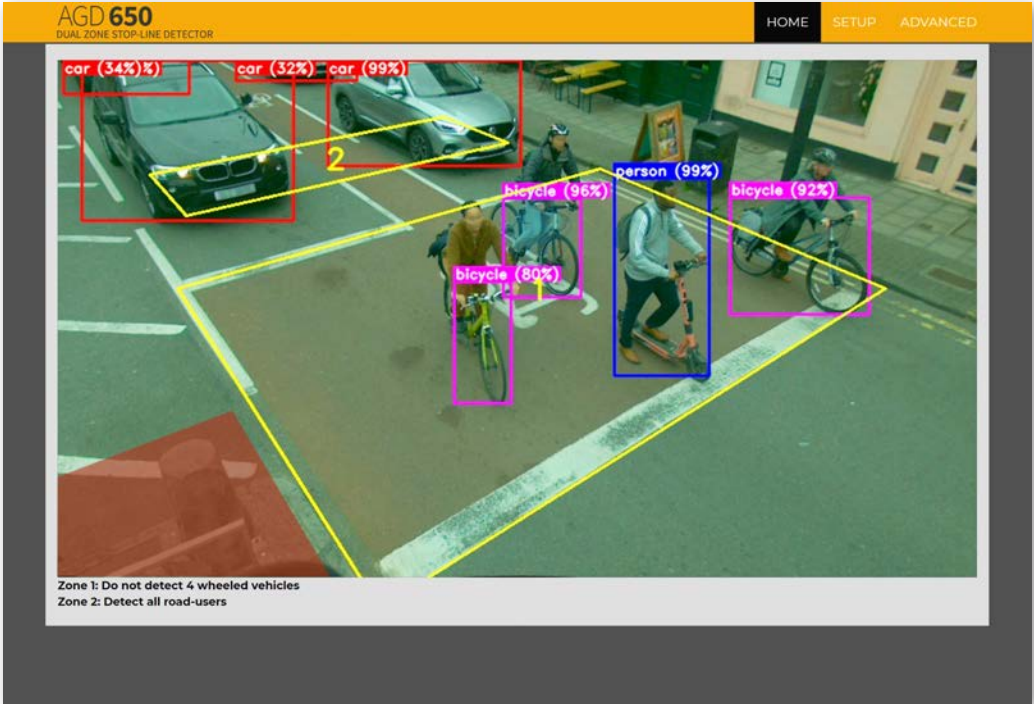 AGD 650
DUAL ZONE STOP-LINE DETECTOR
HOME
SETUP
ADVANCED
car (34%)%)
car (32%)
car (99%)
2
person (99%)
bicycle (96%)
bicycle (92%)
bicycle (80%)
1
Zone 1: Do not detect 4 wheeled vehicles
Zone 2: Detect all road-users